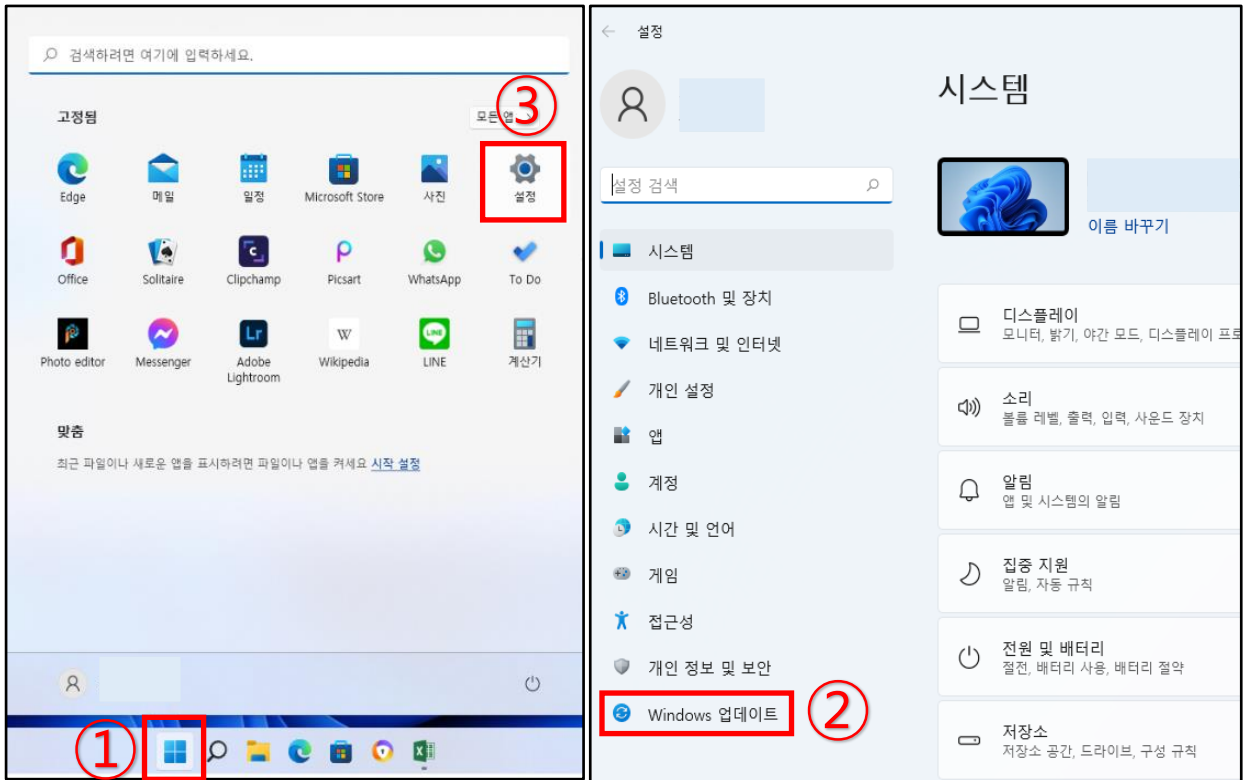 검색하려면 여기에 입력하세요.
고정됨
모든 앱
③
Edge
메일
일정
Microsoft Store
사진
설정
Office
Solitaire
Clipchamp
Picsart
WhatsApp
To Do
Photo editor
Messenger
Adobe
Lightroom
Wikipedia
LINE
계산기
맞춤
최근 파일이나 새로운 앱을 표시하려면 파일이나 앱을 켜세요 시작 설정
①
설정
설정 검색
시스템
Bluetooth 및 장치
네트워크 및 인터넷
개인 설정
앱
계정
시간 및 언어
게임
접근성
개인 정보 및 보안
Windows 업데이트
②
시스템
이름 바꾸기
디스플레이
모니터, 밝기, 야간 모드, 디스플레이 프로
소리
볼륨 레벨, 출력, 입력, 사운드 장치
알림
앱 및 시스템의 알림
집중 지원
알림, 자동 규칙
전원 및 배터리
절전, 배터리 사용, 배터리 절약
저장소
저장소 공간, 드라이브, 구성 규칙